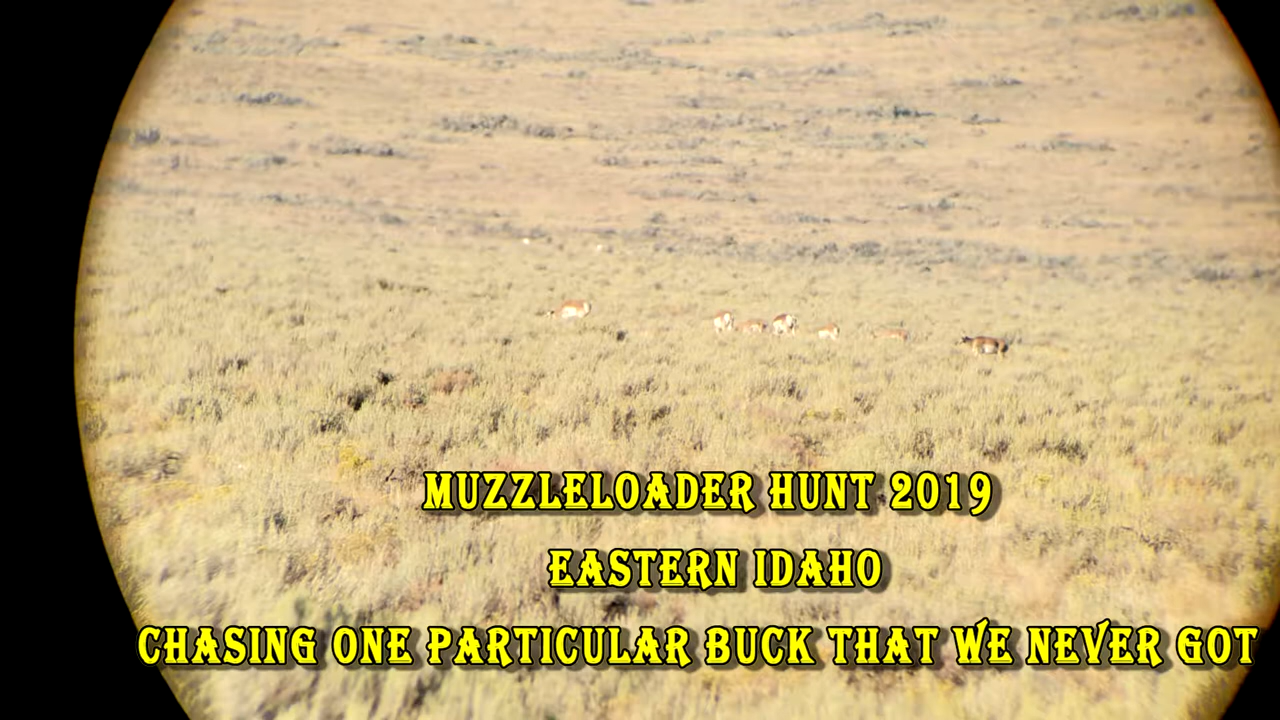 MUZZLELOADER HUNT 2019
EASTERN IDAHO
CHASING ONE PARTICULAR BUCK THAT WE NEVER GOT